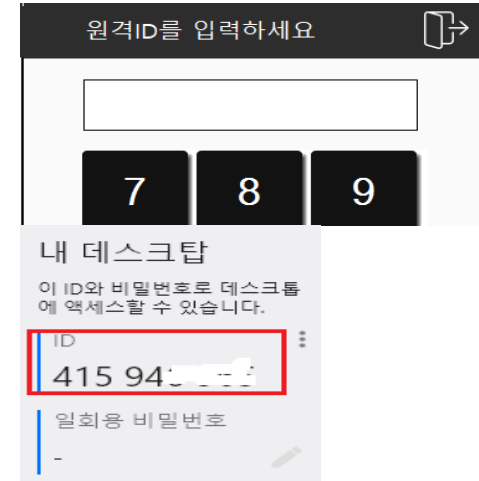 원격ID를 입력하세요
7 8 9
내 데스크탑
이 ID와 비밀번호로 데스크톱
에 액세스할 수 있습니다.
ID
415
일회용 비밀번호
-